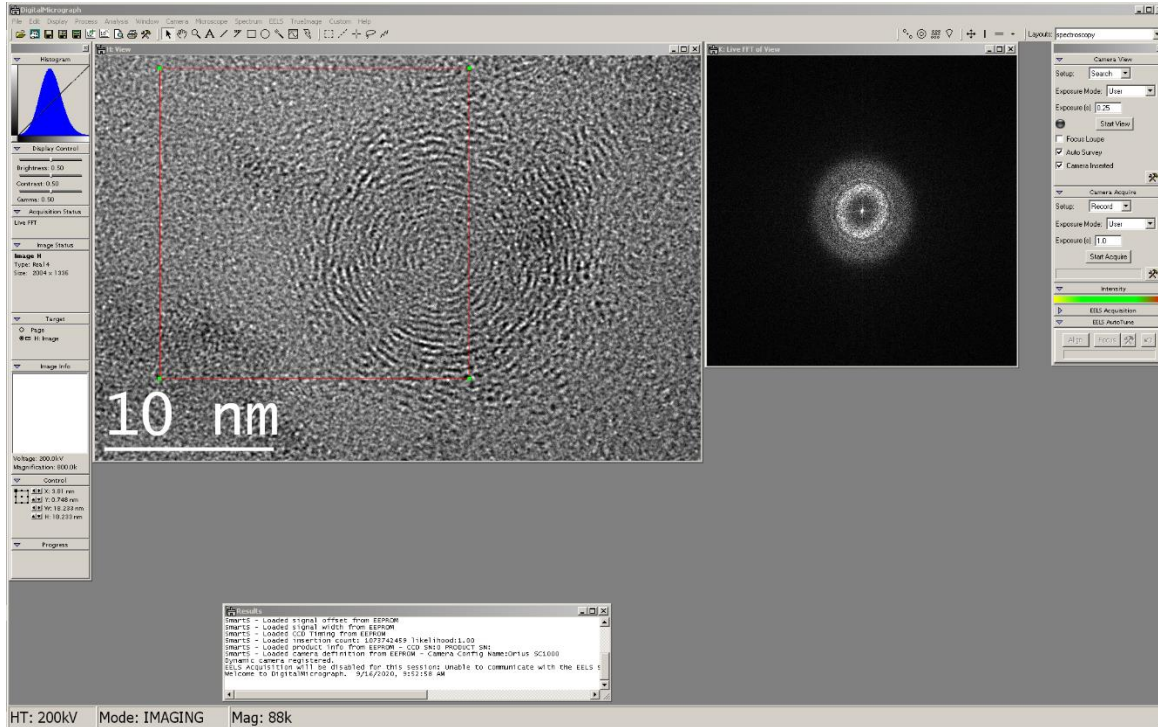 DigitalMicrograph
File Edit Display Process Analysis Window Camera Microscope Spectrum EELS TrueImage Custom Help
Layouts: spectroscopy
Histogram
Display Control
Brightness: 0.50
Contrast: 0.50
Gamma: 0.50
Acquisition Status
Live FFT
Image Status
Image H
Type: Real4
Size: 2004 x 1336
Target
Page
H: Image
Image Info
Voltage: 200.0kV
Magnification: 800.0k
Control
X: 3.81 nm
Y: 0.748 nm
W: 18.233 nm
H: 18.233 nm
Progress
H: View
10 nm
K: Live FFT of View
Camera View
Setup: Search
Exposure Mode: User
Exposure (s) 0.25
Start View
Focus Loupe
Auto Survey
Camera Inserted
Camera Acquire
Setup: Record
Exposure Mode: User
Exposure (s) 1.0
Start Acquire
Intensity
EELS Acquisition
EELS AutoTune
Align Focus
Results
SmartS - Loaded signal offset from EEPROM
SmartS - Loaded signal width from EEPROM
SmartS - Loaded CCD Timing from EEPROM
SmartS - Loaded insertion count: 1073742459 likelihood:1.00
SmartS - Loaded product info from EEPROM - CCD SN:0 PRODUCT SN:
SmartS - Loaded camera definition from EEPROM - Camera Config Name:Orius SC1000
Dynamic camera registered.
EELS Acquisition will be disabled for this session: Unable to communicate with the EELS S
Welcome to DigitalMicrograph. 9/16/2020, 9:52:58 AM
HT: 200kV Mode: IMAGING Mag: 88k